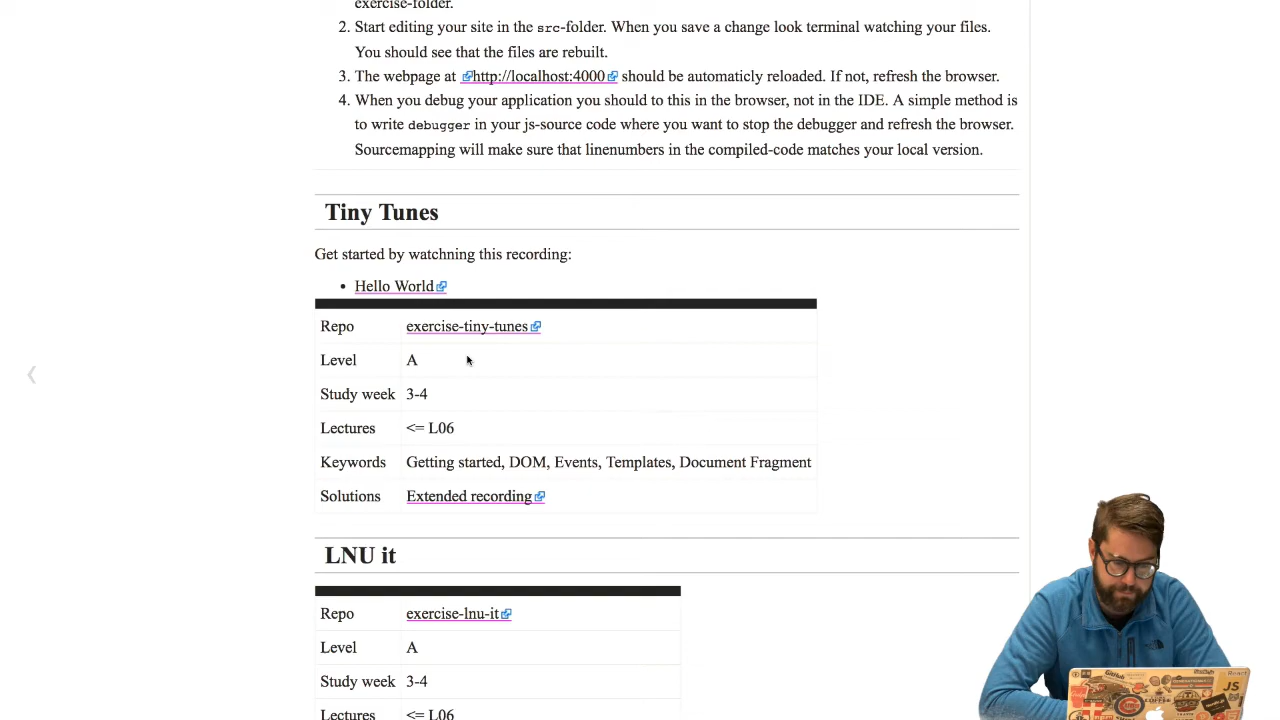 exercise-folder.
2. Start editing your site in the src-folder. When you save a change look terminal watching your files.
You should see that the files are rebuilt.
3. The webpage at http://localhost:4000 should be automaticly reloaded. If not, refresh the browser.
4. When you debug your application you should to this in the browser, not in the IDE. A simple method is
to write debugger in your js-source code where you want to stop the debugger and refresh the browser.
Sourcemapping will make sure that linenumbers in the compiled-code matches your local version.
Tiny Tunes
Get started by watchning this recording:
• Hello World
Repo exercise-tiny-tunes
Level A
Study week 3-4
Lectures <= L06
Keywords Getting started, DOM, Events, Templates, Document Fragment
Solutions Extended recording
LNU it
Repo exercise-lnu-it
Level A
Study week 3-4
Lectures <= L06
GitHub
React
JS